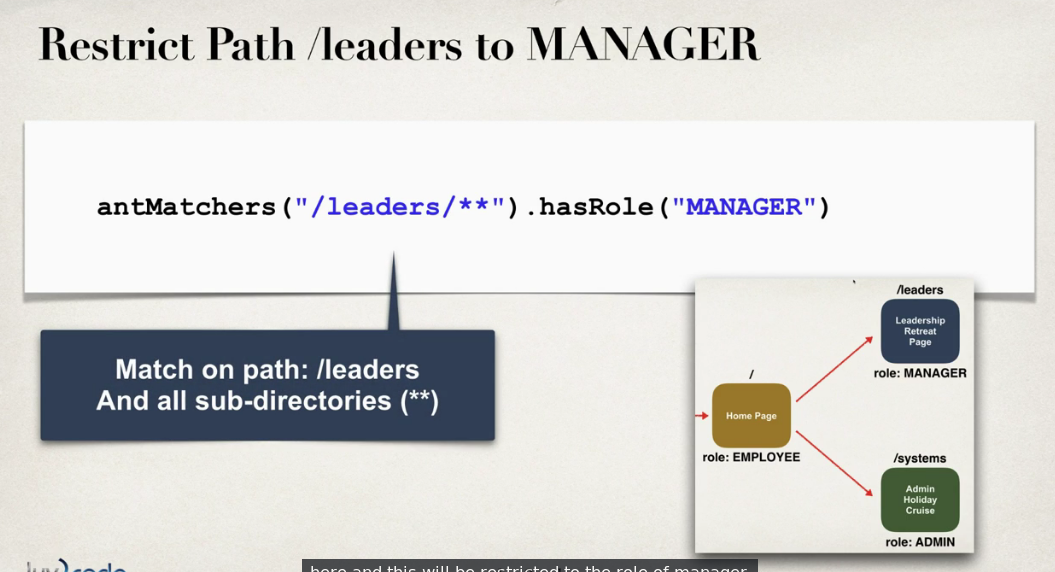 Restrict Path /leaders to MANAGER
antMatchers("/leaders/**").hasRole("MANAGER")
Match on path: /leaders
And all sub-directories (**)
/leaders
Leadership
Retreat
Page
role: MANAGER
/
Home Page
role: EMPLOYEE
/systems
Admin
Holiday
Cruise
role: ADMIN
here and this will be restricted to the role of manager